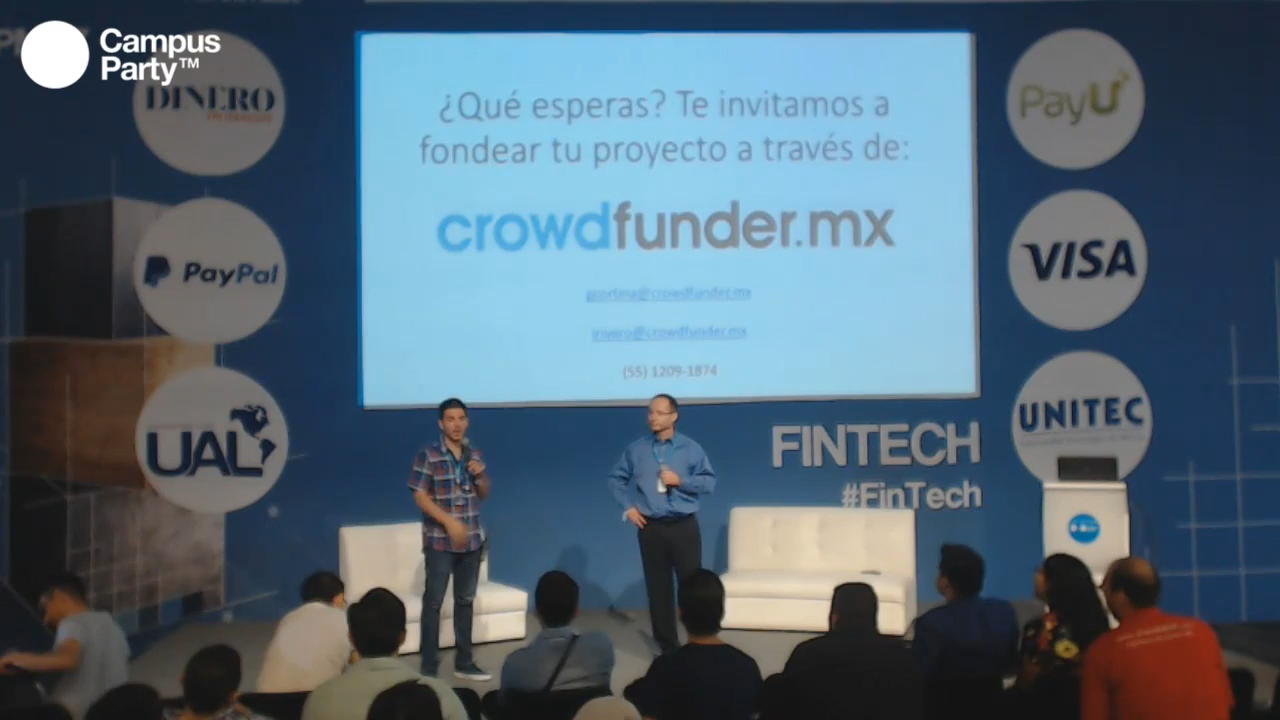 Campus
Party™
DINERO
PayPal
UAL
¿Qué esperas? Te invitamos a
fondear tu proyecto a través de:
crowdfunder.mx
(55) 1209-1874
FINTECH
#FinTech
PayU
VISA
UNITEC